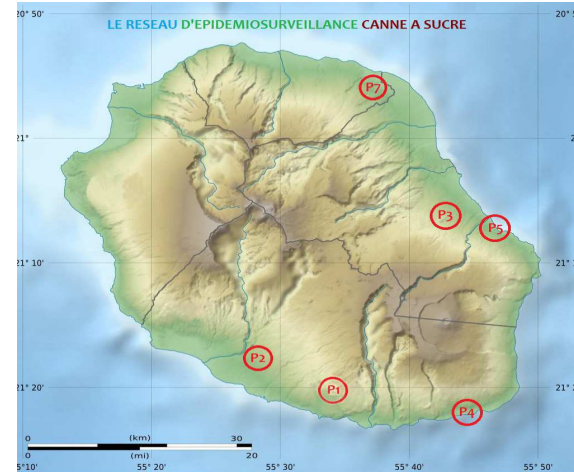 20° 50'
20° 5
LE RESEAU D'EPIDEMIOSURVEILLANCE CANNE A SUCRE
P7
21°
21°
P3
P5
21° 10'
21° 1
P2
P1
21° 20'
21° 2
P4
0 (km) 30
0 (mi) 20
5°10' 55° 20' 55° 30' 55° 40' 55° 50'